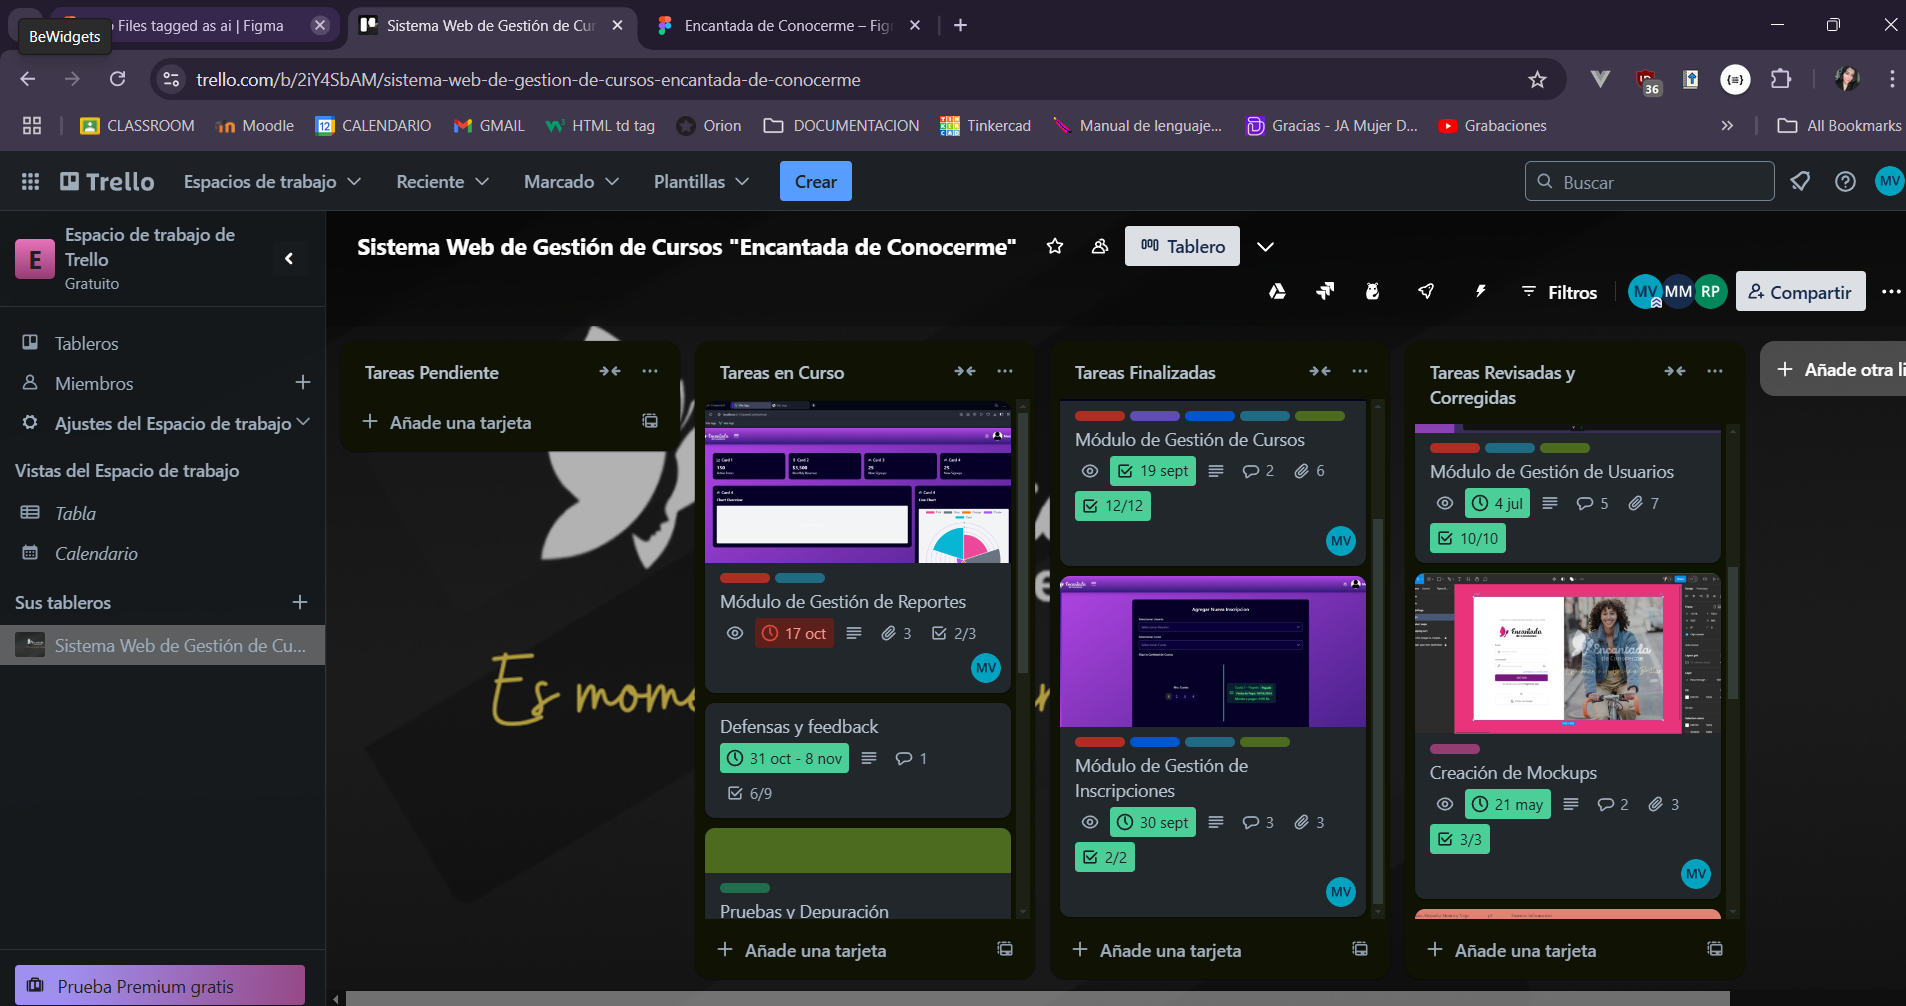 BeWidgets
Files tagged as ai | Figma
Sistema Web de Gestión de Cur
Encantada de Conocerme – Fig
trello.com/b/2iY4SbAM/sistema-web-de-gestion-de-cursos-encantada-de-conocerme
36
CLASSROOM
Moodle
12
CALENDARIO
GMAIL
HTML td tag
Orion
DOCUMENTACION
Tinkercad
Manual de lenguaje...
Gracias - JA Mujer D...
Grabaciones
All Bookmarks
Trello
Espacios de trabajo
Reciente
Marcado
Plantillas
Crear
Buscar
MV
E
Espacio de trabajo de
Trello
Gratuito
Tableros
Miembros
Ajustes del Espacio de trabajo
Vistas del Espacio de trabajo
Tabla
Calendario
Sus tableros
Sistema Web de Gestión de Cu...
Prueba Premium gratis
Sistema Web de Gestión de Cursos "Encantada de Conocerme"
Tablero
Filtros
MV
MM
RP
Compartir
Tareas Pendiente
Añade una tarjeta
Es mome
Tareas en Curso
Módulo de Gestión de Reportes
17 oct
3
2/3
MV
Defensas y feedback
31 oct - 8 nov
1
6/9
Pruebas y Depuración
Añade una tarjeta
Tareas Finalizadas
Módulo de Gestión de Cursos
19 sept
2
6
12/12
MV
Agregar Nueva Inscripcion
Módulo de Gestión de
Inscripciones
30 sept
3
3
2/2
MV
Añade una tarjeta
Tareas Revisadas y
Corregidas
Módulo de Gestión de Usuarios
4 jul
5
7
10/10
Encantada
Encantada
de Conocerme
Creación de Mockups
21 may
2
3
3/3
MV
Añade una tarjeta
Añade otra li